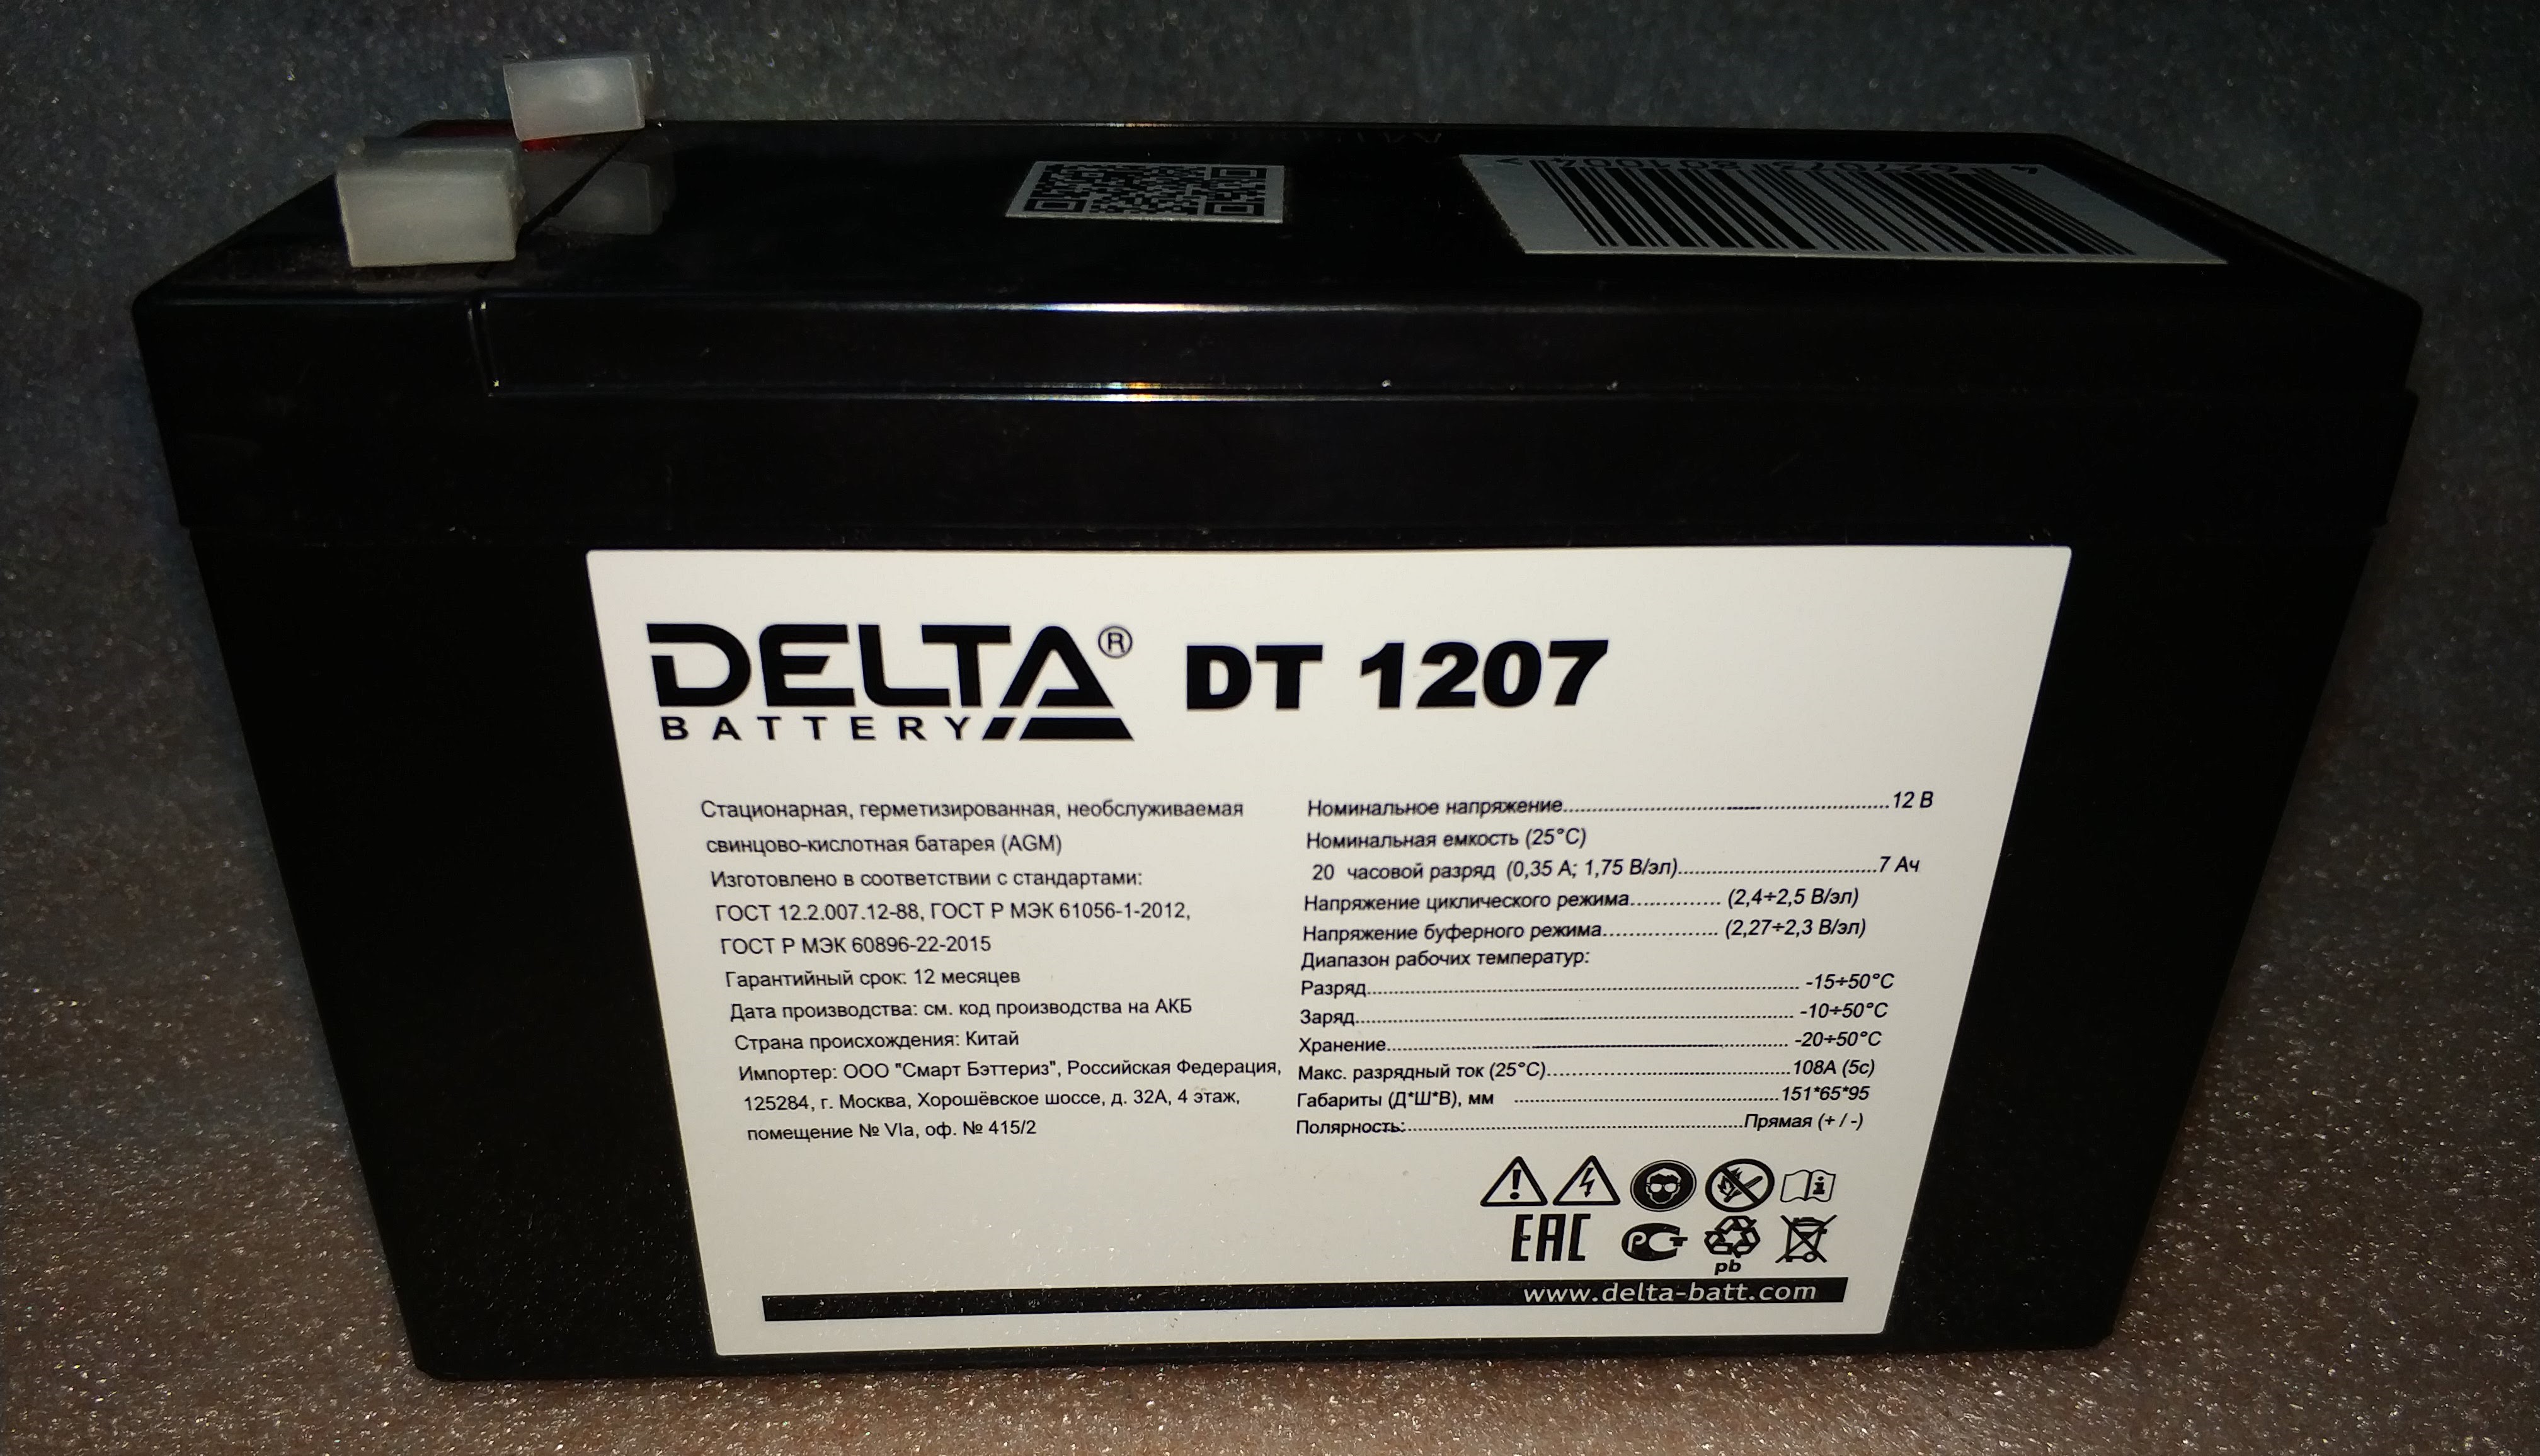 DELTA® DT 1207
BATTERY
Стационарная, герметизированная, необслуживаемая
свинцово-кислотная батарея (AGM)
Изготовлено в соответствии с стандартами:
ГОСТ 12.2.007.12-88, ГОСТ Р МЭК 61056-1-2012,
ГОСТ Р МЭК 60896-22-2015
Гарантийный срок: 12 месяцев
Дата производства: см. код производства на АКБ
Страна происхождения: Китай
Импортер: ООО "Смарт Бэттериз", Российская Федерация,
125284, г. Москва, Хорошёвское шоссе, д. 32А, 4 этаж,
помещение № VIa, оф. № 415/2
Номинальное напряжение....................12 В
Номинальная емкость (25°C)
20 часовой разряд (0,35 А; 1,75 В/эл)....................7 Ач
Напряжение циклического режима.............. (2,4÷2,5 В/эл)
Напряжение буферного режима.................. (2,27÷2,3 В/эл)
Диапазон рабочих температур:
Разряд.................... -15÷50°C
Заряд.................... -10÷50°C
Хранение.................... -20÷50°C
Макс. разрядный ток (25°C)....................108А (5с)
Габариты (Д*Ш*В), мм ....................151*65*95
Полярность:....................Прямая (+ / -)
EAC
РСТ
pb
www.delta-batt.com